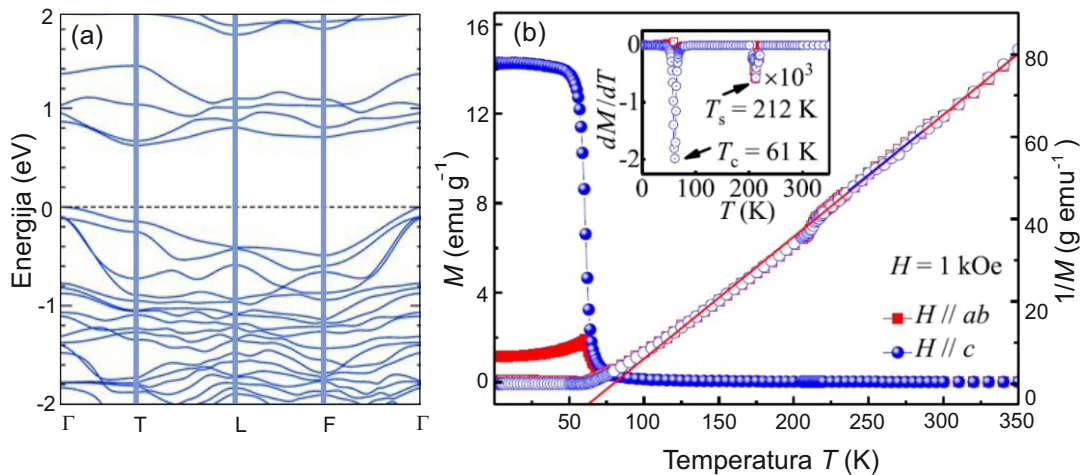 (a)
Energija (eV)
2
1
0
-1
-2
Γ
T
L
F
Γ
(b)
M (emu g⁻¹)
16
12
8
4
0
dM/dT
0
-1
-2
×10³
Tₛ = 212 K
T꜀ = 61 K
0 100 200 300
T (K)
H = 1 kOe
H // ab
H // c
80
60
40
20
0
1/M (g emu⁻¹)
50 100 150 200 250 300 350
Temperatura T (K)